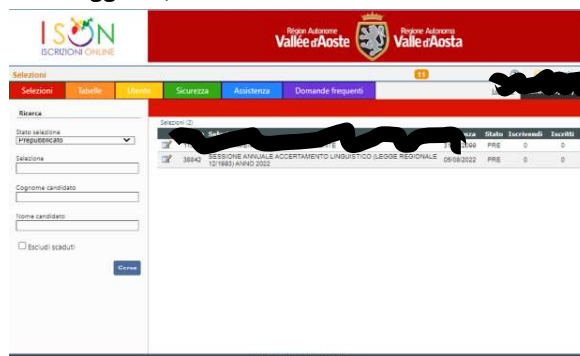 ISON
ISCRIZIONI ONLINE
Région Autonome
Vallée d'Aoste
Regione Autonoma
Valle d'Aosta
Selezioni
11
Selezioni Tabelle Utente Sicurezza Assistenza Domande frequenti
Ricerca
Stato selezione
Prepubblicato
Selezione
Cognome candidato
Nome candidato
Escludi scaduti
Cerca
Selezioni (2)
Stato Iscrivendi Iscritti
PRE 0 0
38842 SESSIONE ANNUALE ACCERTAMENTO LINGUISTICO (LEGGE REGIONALE 12/1993) ANNO 2022 05/08/2022 PRE 0 0